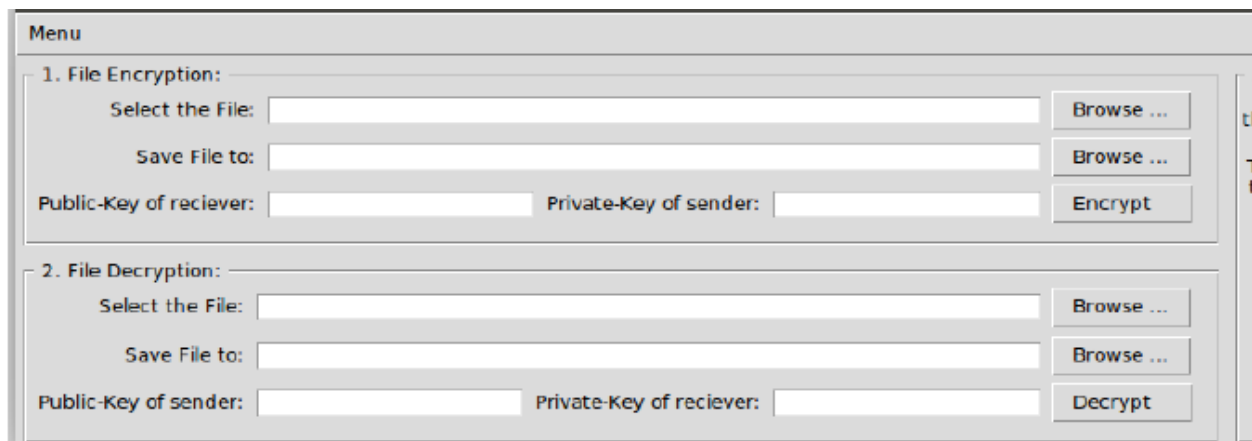 Menu
1. File Encryption:
Select the File: Browse ...
Save File to: Browse ...
Public-Key of reciever: Private-Key of sender: Encrypt
2. File Decryption:
Select the File: Browse ...
Save File to: Browse ...
Public-Key of sender: Private-Key of reciever: Decrypt